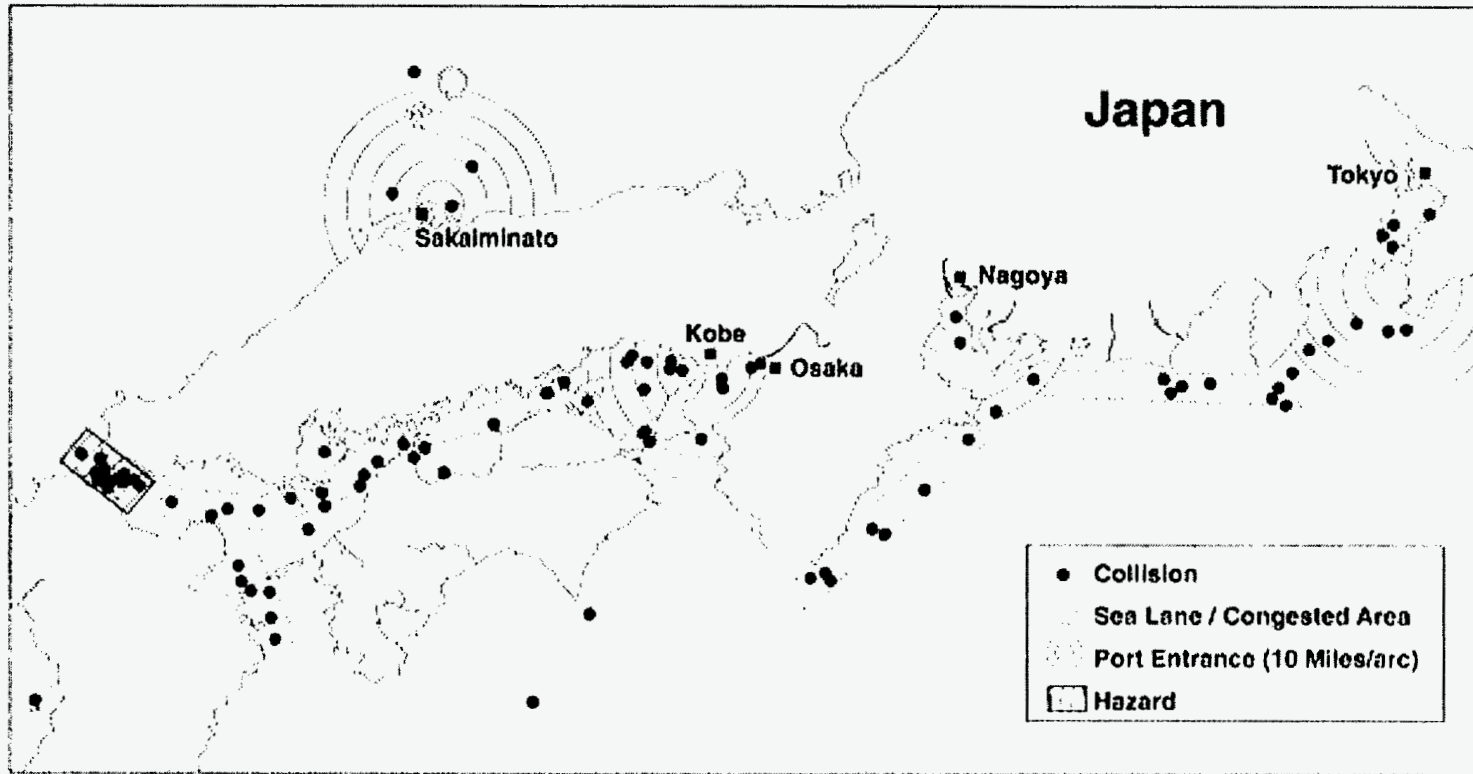 Japan
Tokyo
Sakaiminato
Nagoya
Kobe
Osaka
Collision
Sea Lane / Congested Area
Port Entrance (10 Miles/arc)
Hazard